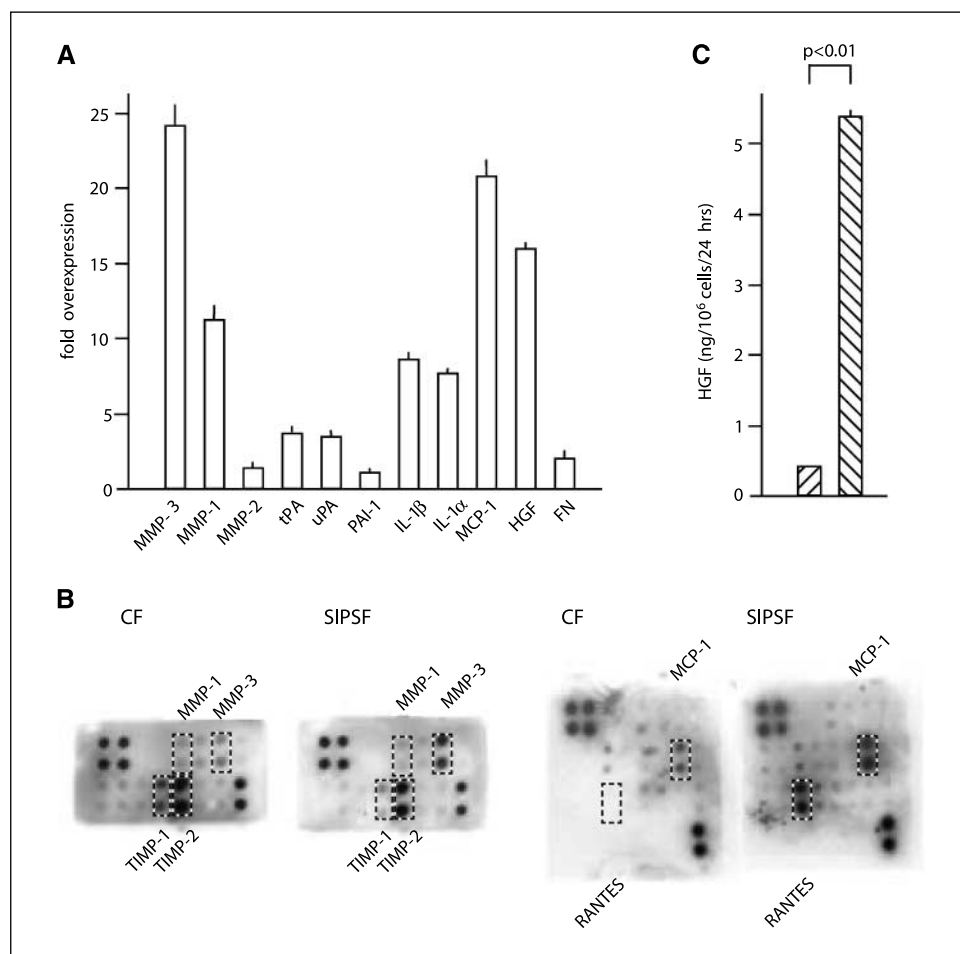 A
fold overexpression
25
20
15
10
5
0
MMP- 3
MMP-1
MMP-2
tPA
uPA
PAI-1
IL-1β
IL-1α
MCP-1
HGF
FN
C
p<0.01
HGF (ng/10⁶ cells/24 hrs)
5
4
3
2
1
0
B
CF
MMP-1
MMP-3
TIMP-1
TIMP-2
SIPSF
MMP-1
MMP-3
TIMP-1
TIMP-2
CF
MCP-1
RANTES
SIPSF
MCP-1
RANTES